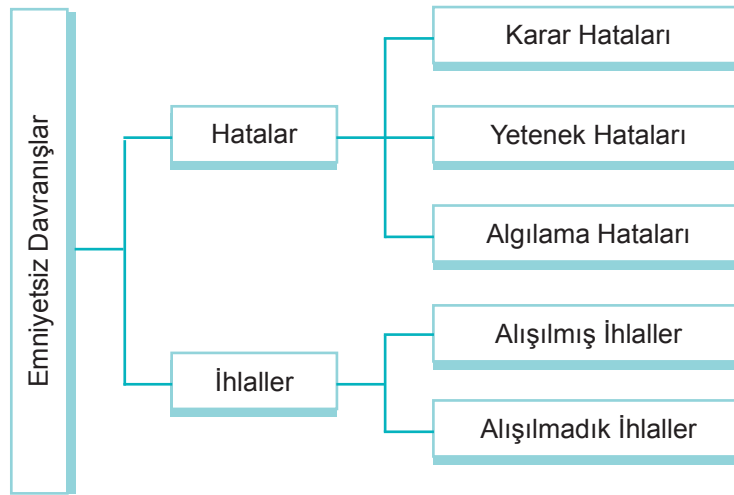 Emniyetsiz Davranışlar
Hatalar
Karar Hataları
Yetenek Hataları
Algılama Hataları
İhlaller
Alışılmış İhlaller
Alışılmadık İhlaller